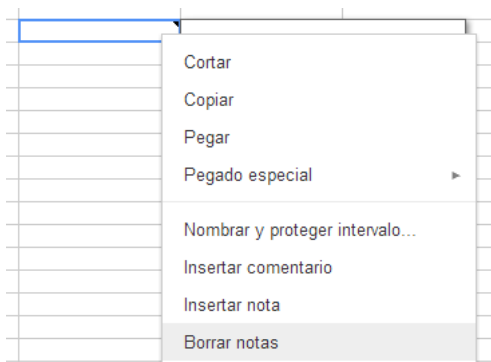 Cortar
Copiar
Pegar
Pegado especial
Nombrar y proteger intervalo...
Insertar comentario
Insertar nota
Borrar notas